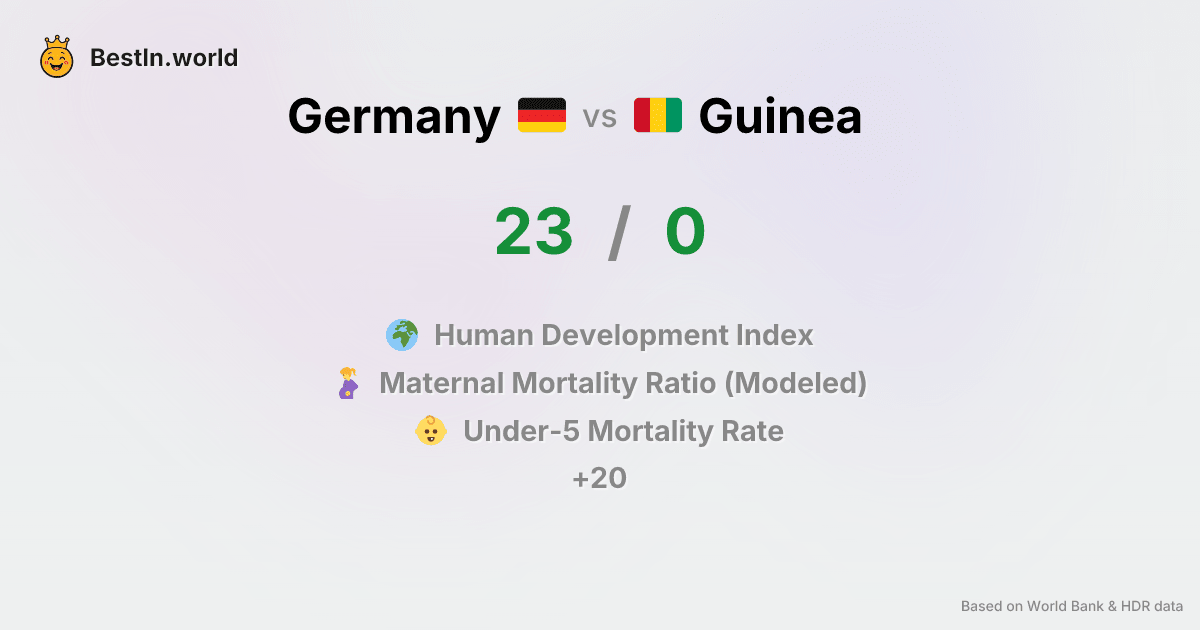 BestIn.world
Germany vs Guinea
23 / 0
Human Development Index
Maternal Mortality Ratio (Modeled)
Under-5 Mortality Rate
+20
Based on World Bank & HDR data